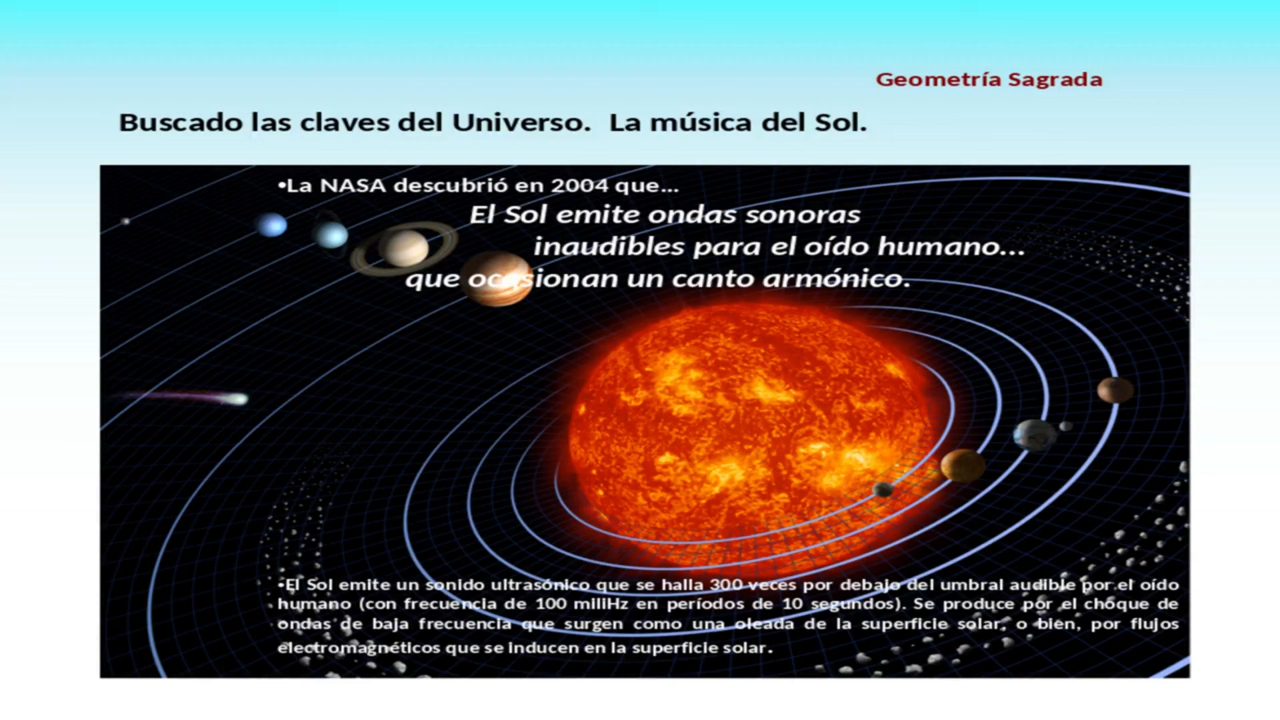 Geometría Sagrada
Buscado las claves del Universo. La música del Sol.
•La NASA descubrió en 2004 que...
El Sol emite ondas sonoras
inaudibles para el oído humano...
que ocasionan un canto armónico.
•El Sol emite un sonido ultrasónico que se halla 300 veces por debajo del umbral audible por el oído
humano (con frecuencia de 100 miliHz en períodos de 10 segundos). Se produce por el choque de
ondas de baja frecuencia que surgen como una oleada de la superficie solar, o bien, por flujos
electromagnéticos que se inducen en la superficie solar.